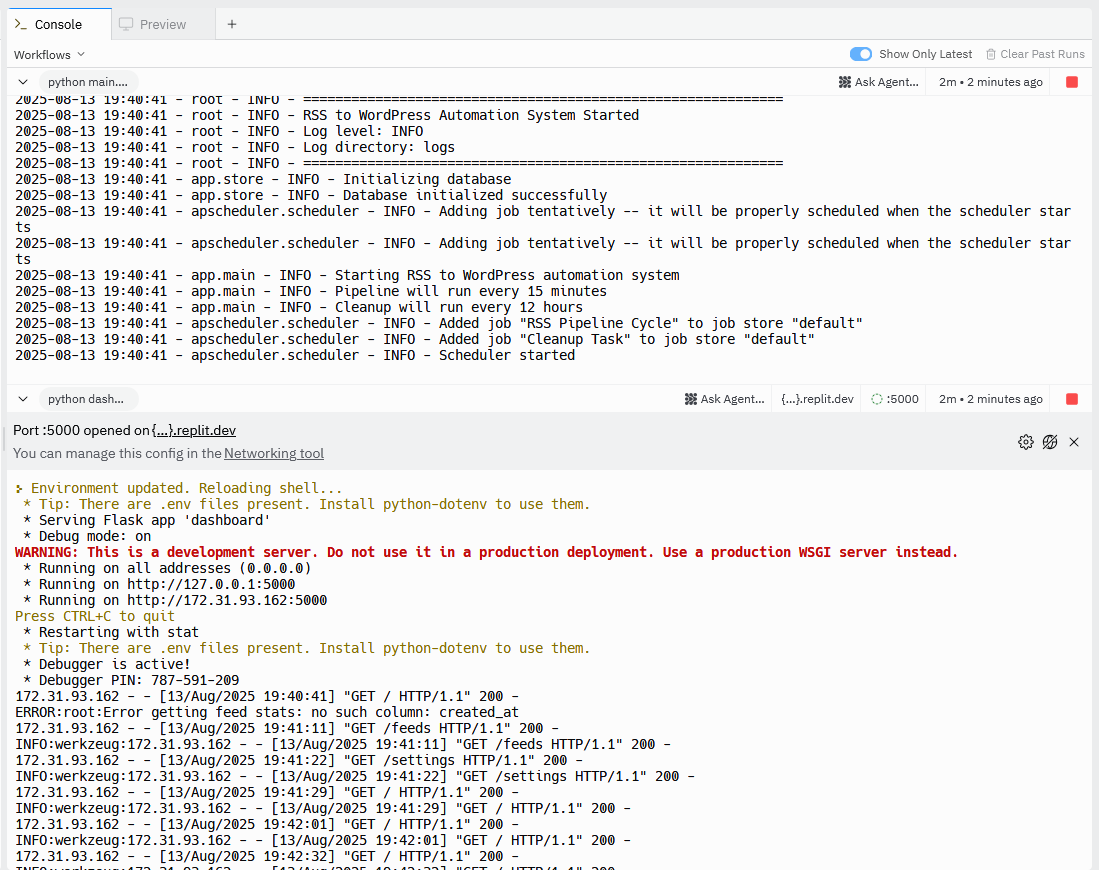 Console
Preview
+
Workflows
Show Only Latest
Clear Past Runs
python main....
Ask Agent...
2m • 2 minutes ago
2025-08-13 19:40:41 - root - INFO - ============================================================
2025-08-13 19:40:41 - root - INFO - RSS to WordPress Automation System Started
2025-08-13 19:40:41 - root - INFO - Log level: INFO
2025-08-13 19:40:41 - root - INFO - Log directory: logs
2025-08-13 19:40:41 - root - INFO - ============================================================
2025-08-13 19:40:41 - app.store - INFO - Initializing database
2025-08-13 19:40:41 - app.store - INFO - Database initialized successfully
2025-08-13 19:40:41 - apscheduler.scheduler - INFO - Adding job tentatively -- it will be properly scheduled when the scheduler star
ts
2025-08-13 19:40:41 - apscheduler.scheduler - INFO - Adding job tentatively -- it will be properly scheduled when the scheduler star
ts
2025-08-13 19:40:41 - app.main - INFO - Starting RSS to WordPress automation system
2025-08-13 19:40:41 - app.main - INFO - Pipeline will run every 15 minutes
2025-08-13 19:40:41 - app.main - INFO - Cleanup will run every 12 hours
2025-08-13 19:40:41 - apscheduler.scheduler - INFO - Added job "RSS Pipeline Cycle" to job store "default"
2025-08-13 19:40:41 - apscheduler.scheduler - INFO - Added job "Cleanup Task" to job store "default"
2025-08-13 19:40:41 - apscheduler.scheduler - INFO - Scheduler started
python dash...
Ask Agent...
{...}.replit.dev
:5000
2m • 2 minutes ago
Port :5000 opened on {...}.replit.dev
You can manage this config in the Networking tool
Environment updated. Reloading shell...
 * Tip: There are .env files present. Install python-dotenv to use them.
 * Serving Flask app 'dashboard'
 * Debug mode: on
WARNING: This is a development server. Do not use it in a production deployment. Use a production WSGI server instead.
 * Running on all addresses (0.0.0.0)
 * Running on http://127.0.0.1:5000
 * Running on http://172.31.93.162:5000
Press CTRL+C to quit
 * Restarting with stat
 * Tip: There are .env files present. Install python-dotenv to use them.
 * Debugger is active!
 * Debugger PIN: 787-591-209
172.31.93.162 - - [13/Aug/2025 19:40:41] "GET / HTTP/1.1" 200 -
ERROR:root:Error getting feed stats: no such column: created_at
172.31.93.162 - - [13/Aug/2025 19:41:11] "GET /feeds HTTP/1.1" 200 -
INFO:werkzeug:172.31.93.162 - - [13/Aug/2025 19:41:11] "GET /feeds HTTP/1.1" 200 -
172.31.93.162 - - [13/Aug/2025 19:41:22] "GET /settings HTTP/1.1" 200 -
INFO:werkzeug:172.31.93.162 - - [13/Aug/2025 19:41:22] "GET /settings HTTP/1.1" 200 -
172.31.93.162 - - [13/Aug/2025 19:41:29] "GET / HTTP/1.1" 200 -
INFO:werkzeug:172.31.93.162 - - [13/Aug/2025 19:41:29] "GET / HTTP/1.1" 200 -
172.31.93.162 - - [13/Aug/2025 19:42:01] "GET / HTTP/1.1" 200 -
INFO:werkzeug:172.31.93.162 - - [13/Aug/2025 19:42:01] "GET / HTTP/1.1" 200 -
172.31.93.162 - - [13/Aug/2025 19:42:32] "GET / HTTP/1.1" 200 -